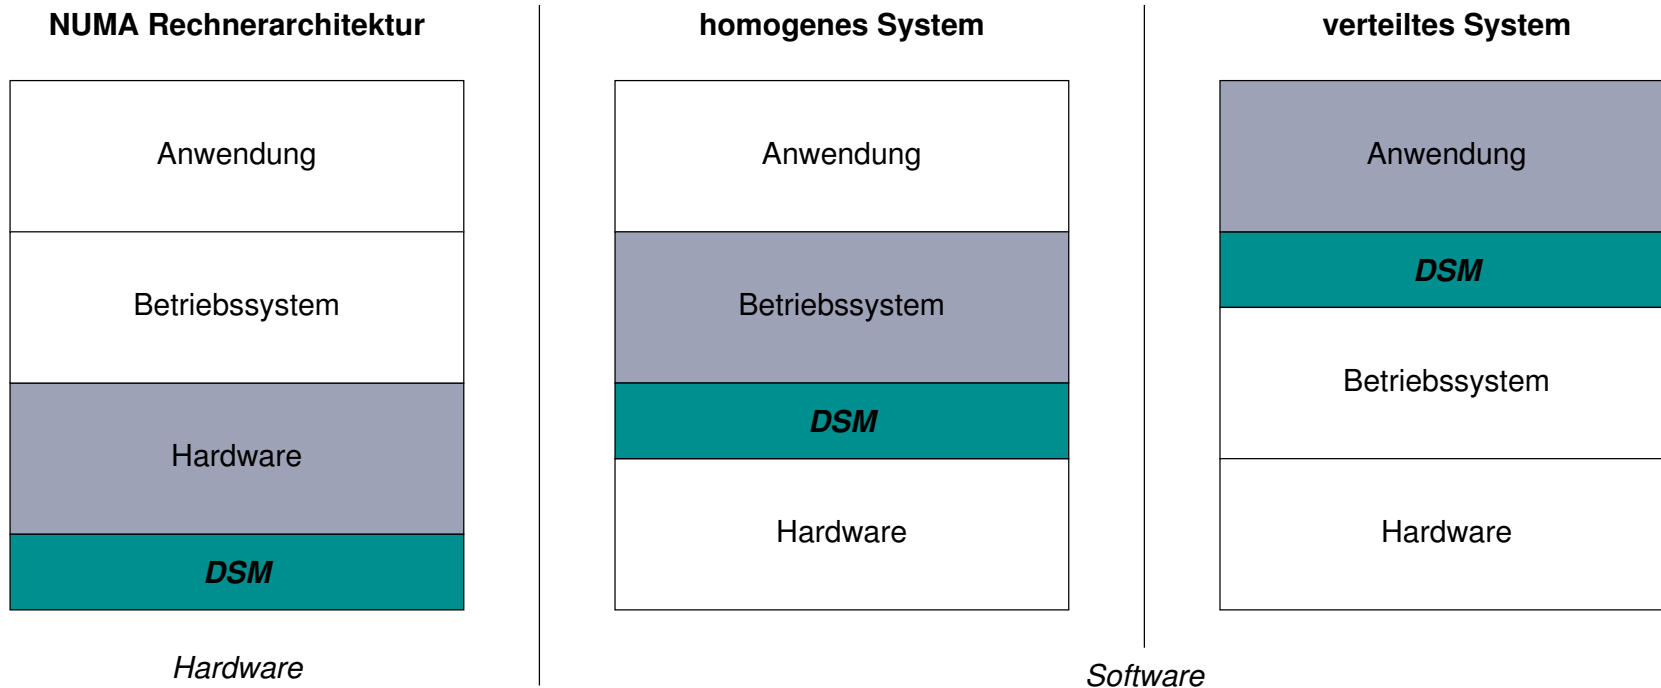 NUMA Rechnerarchitektur
Anwendung
Betriebssystem
Hardware
DSM
Hardware
homogenes System
Anwendung
Betriebssystem
DSM
Hardware
verteiltes System
Anwendung
DSM
Betriebssystem
Hardware
Software